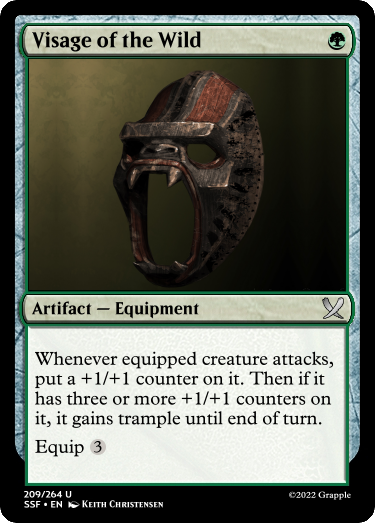 Visage of the Wild
Artifact — Equipment
Whenever equipped creature attacks,
put a +1/+1 counter on it. Then if it
has three or more +1/+1 counters on
it, it gains trample until end of turn.
Equip 3
209/264 U
SSF • EN Keith Christensen
©2022 Grapple